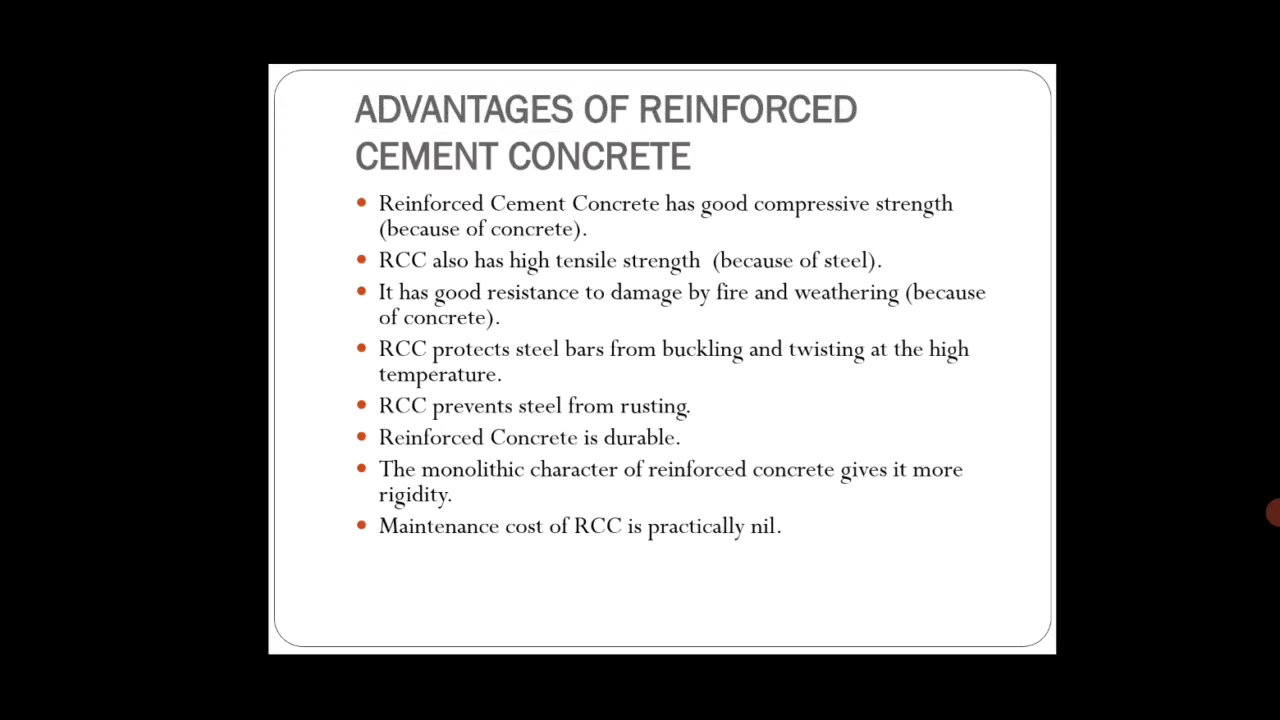 ADVANTAGES OF REINFORCED
CEMENT CONCRETE
• Reinforced Cement Concrete has good compressive strength
(because of concrete).
• RCC also has high tensile strength  (because of steel).
• It has good resistance to damage by fire and weathering (because
of concrete).
• RCC protects steel bars from buckling and twisting at the high
temperature.
• RCC prevents steel from rusting.
• Reinforced Concrete is durable.
• The monolithic character of reinforced concrete gives it more
rigidity.
• Maintenance cost of RCC is practically nil.